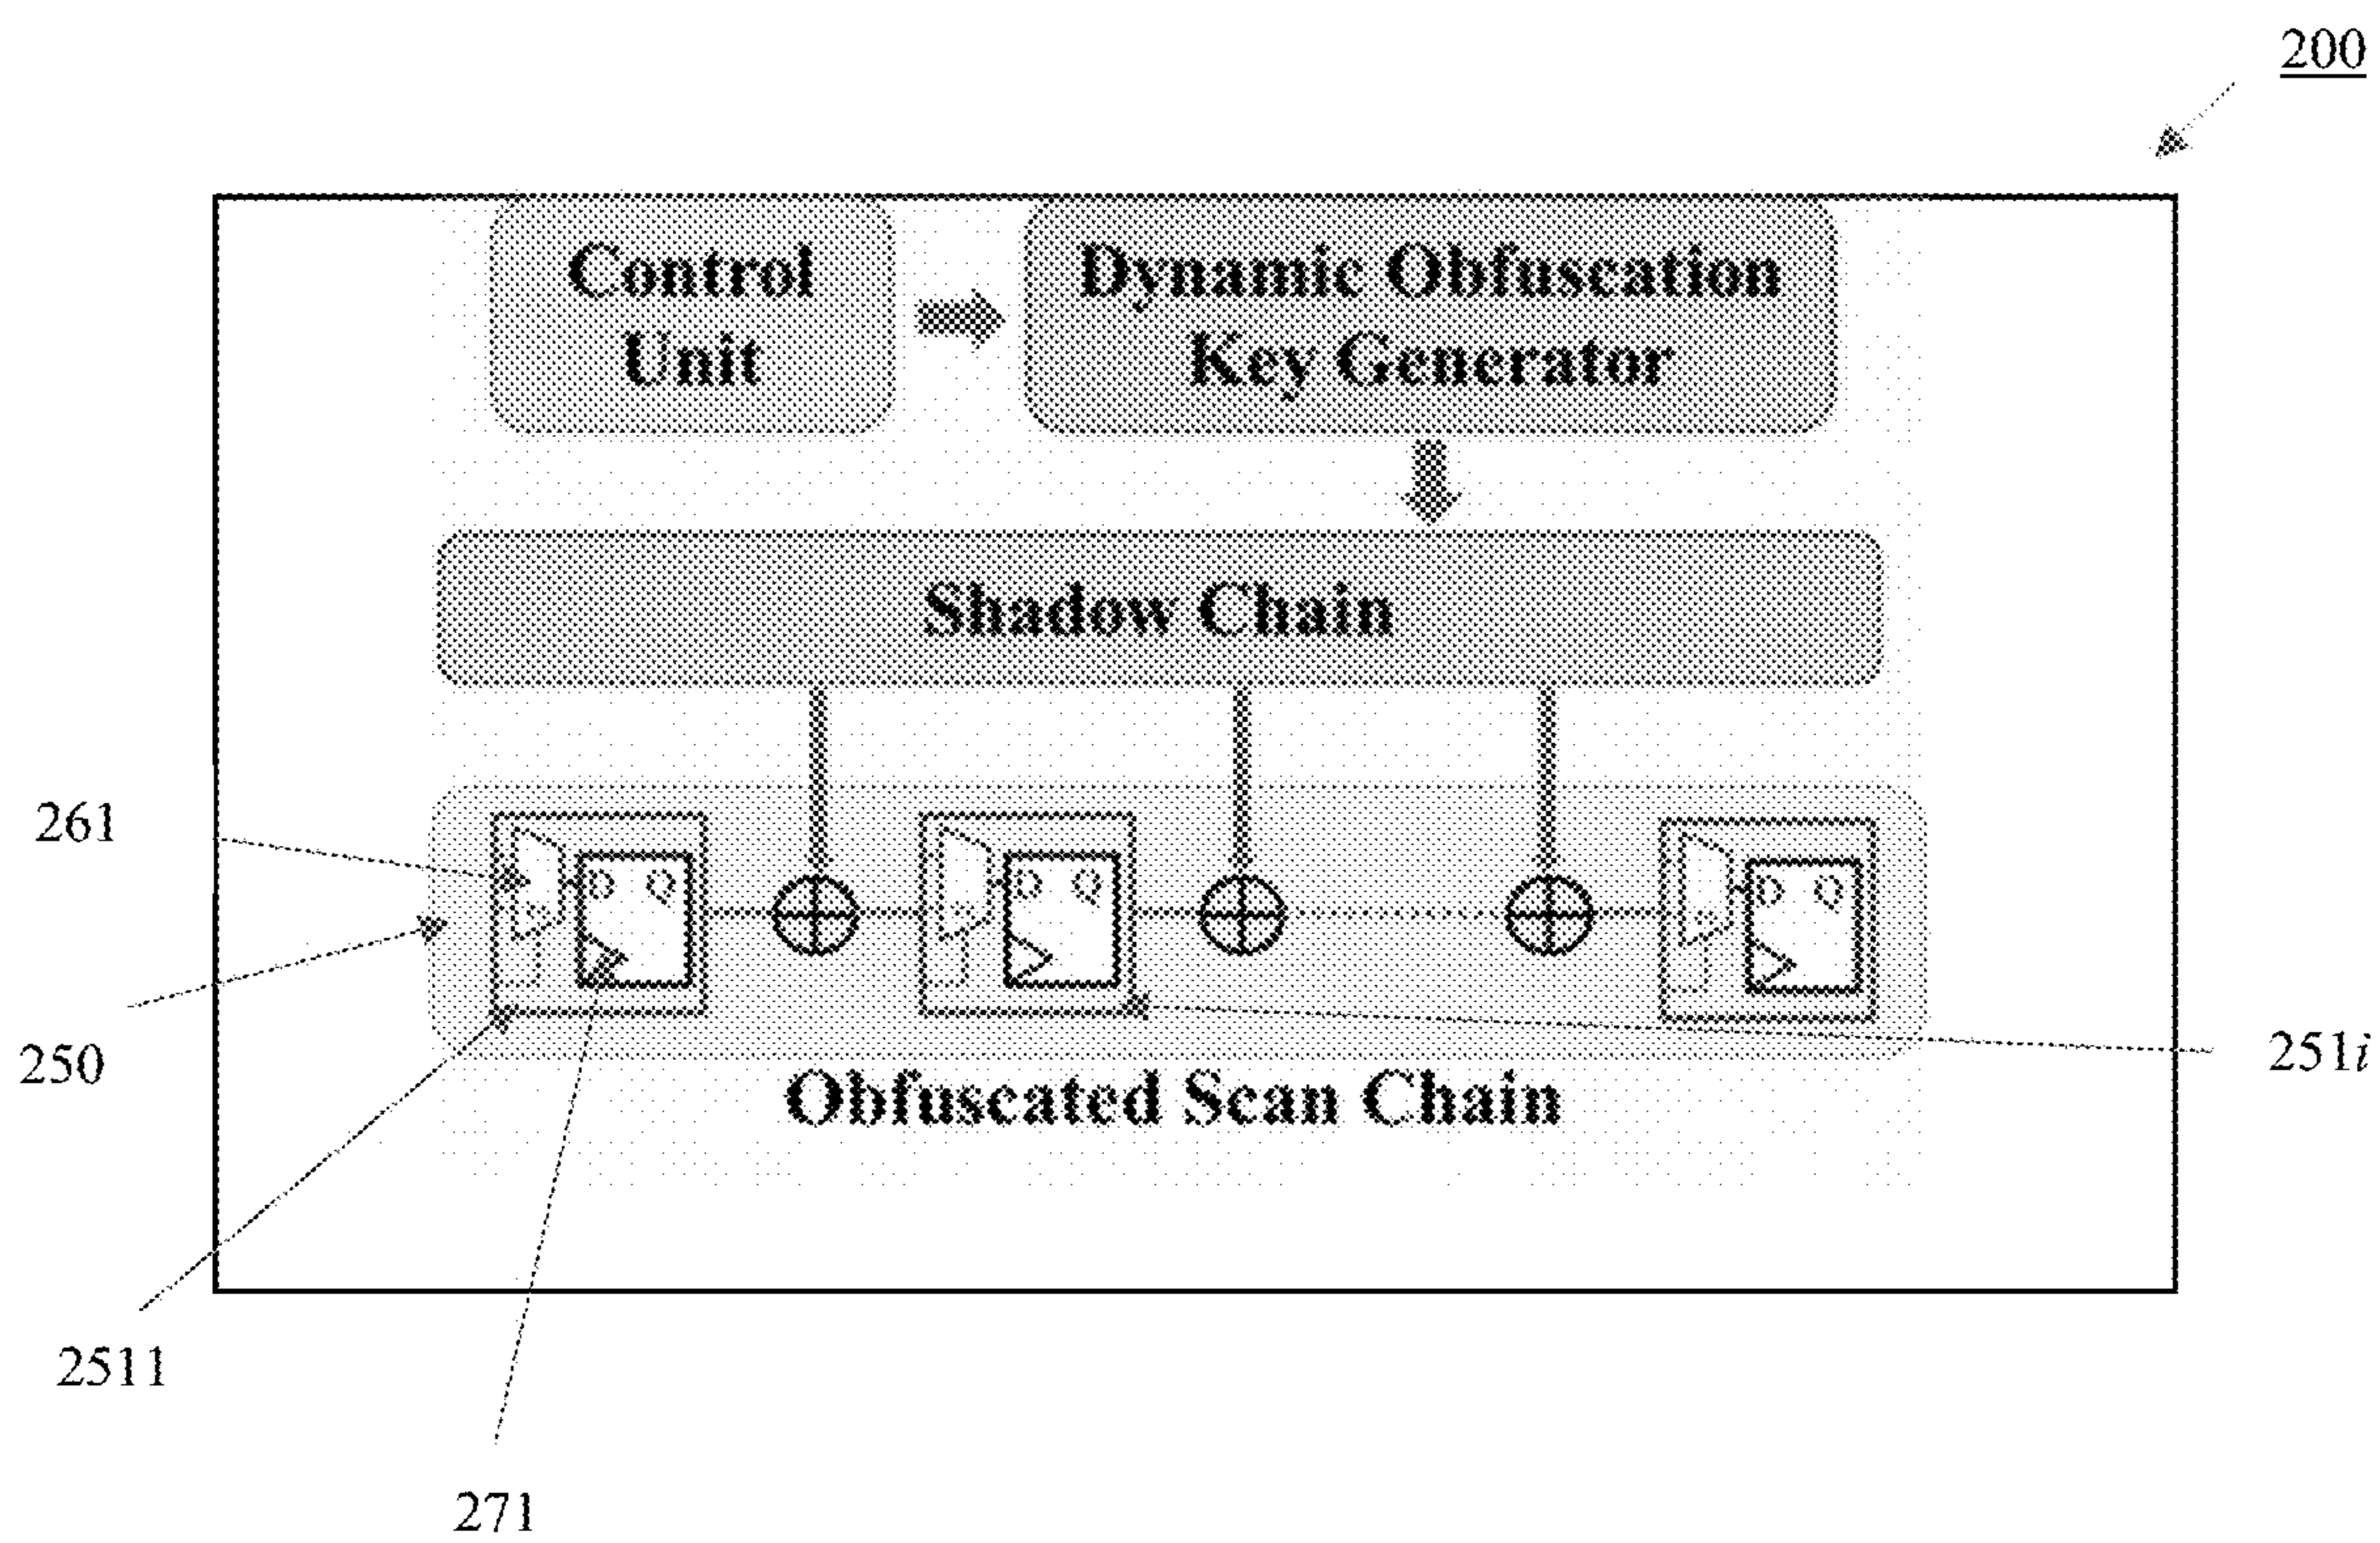 200
Control
Unit
Dynamic Obfuscation
Key Generator
Shadow Chain
261
D Q
D Q
D Q
250
251i
Obfuscated Scan Chain
2511
271